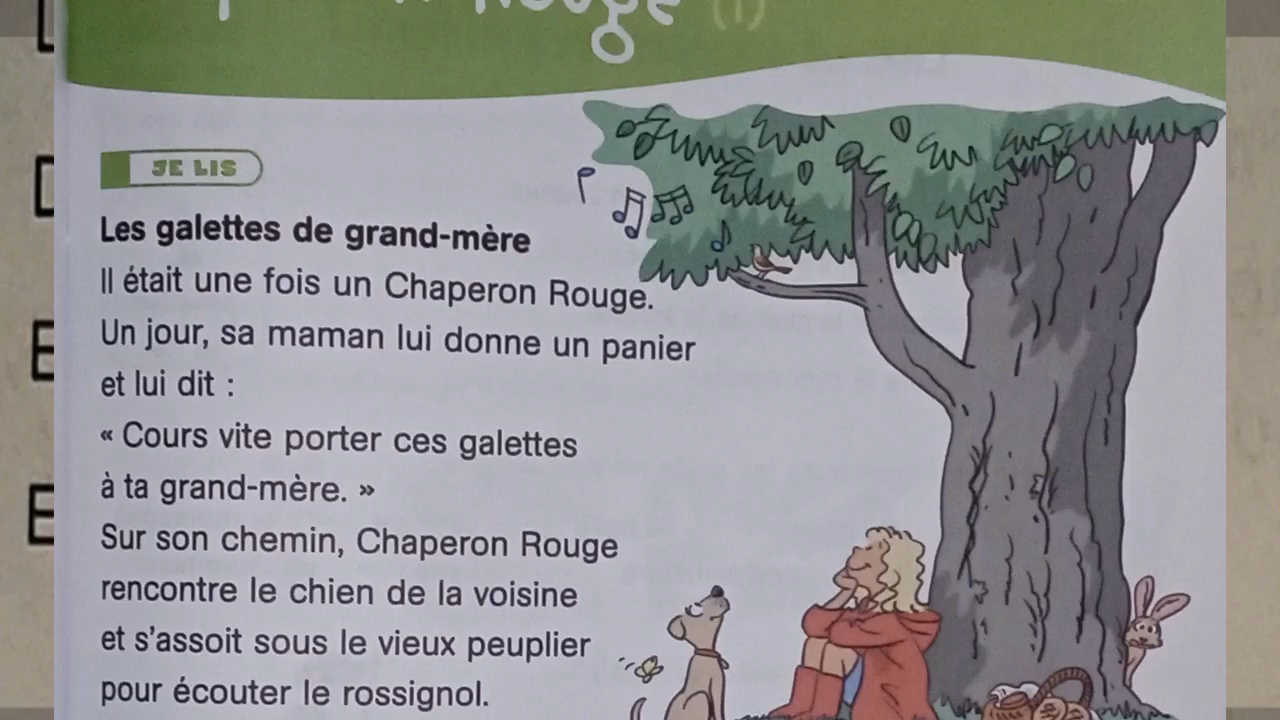 Rouge (1)
JE LIS
Les galettes de grand-mère
Il était une fois un Chaperon Rouge.
Un jour, sa maman lui donne un panier
et lui dit :
« Cours vite porter ces galettes
à ta grand-mère. »
Sur son chemin, Chaperon Rouge
rencontre le chien de la voisine
et s'assoit sous le vieux peuplier
pour écouter le rossignol.